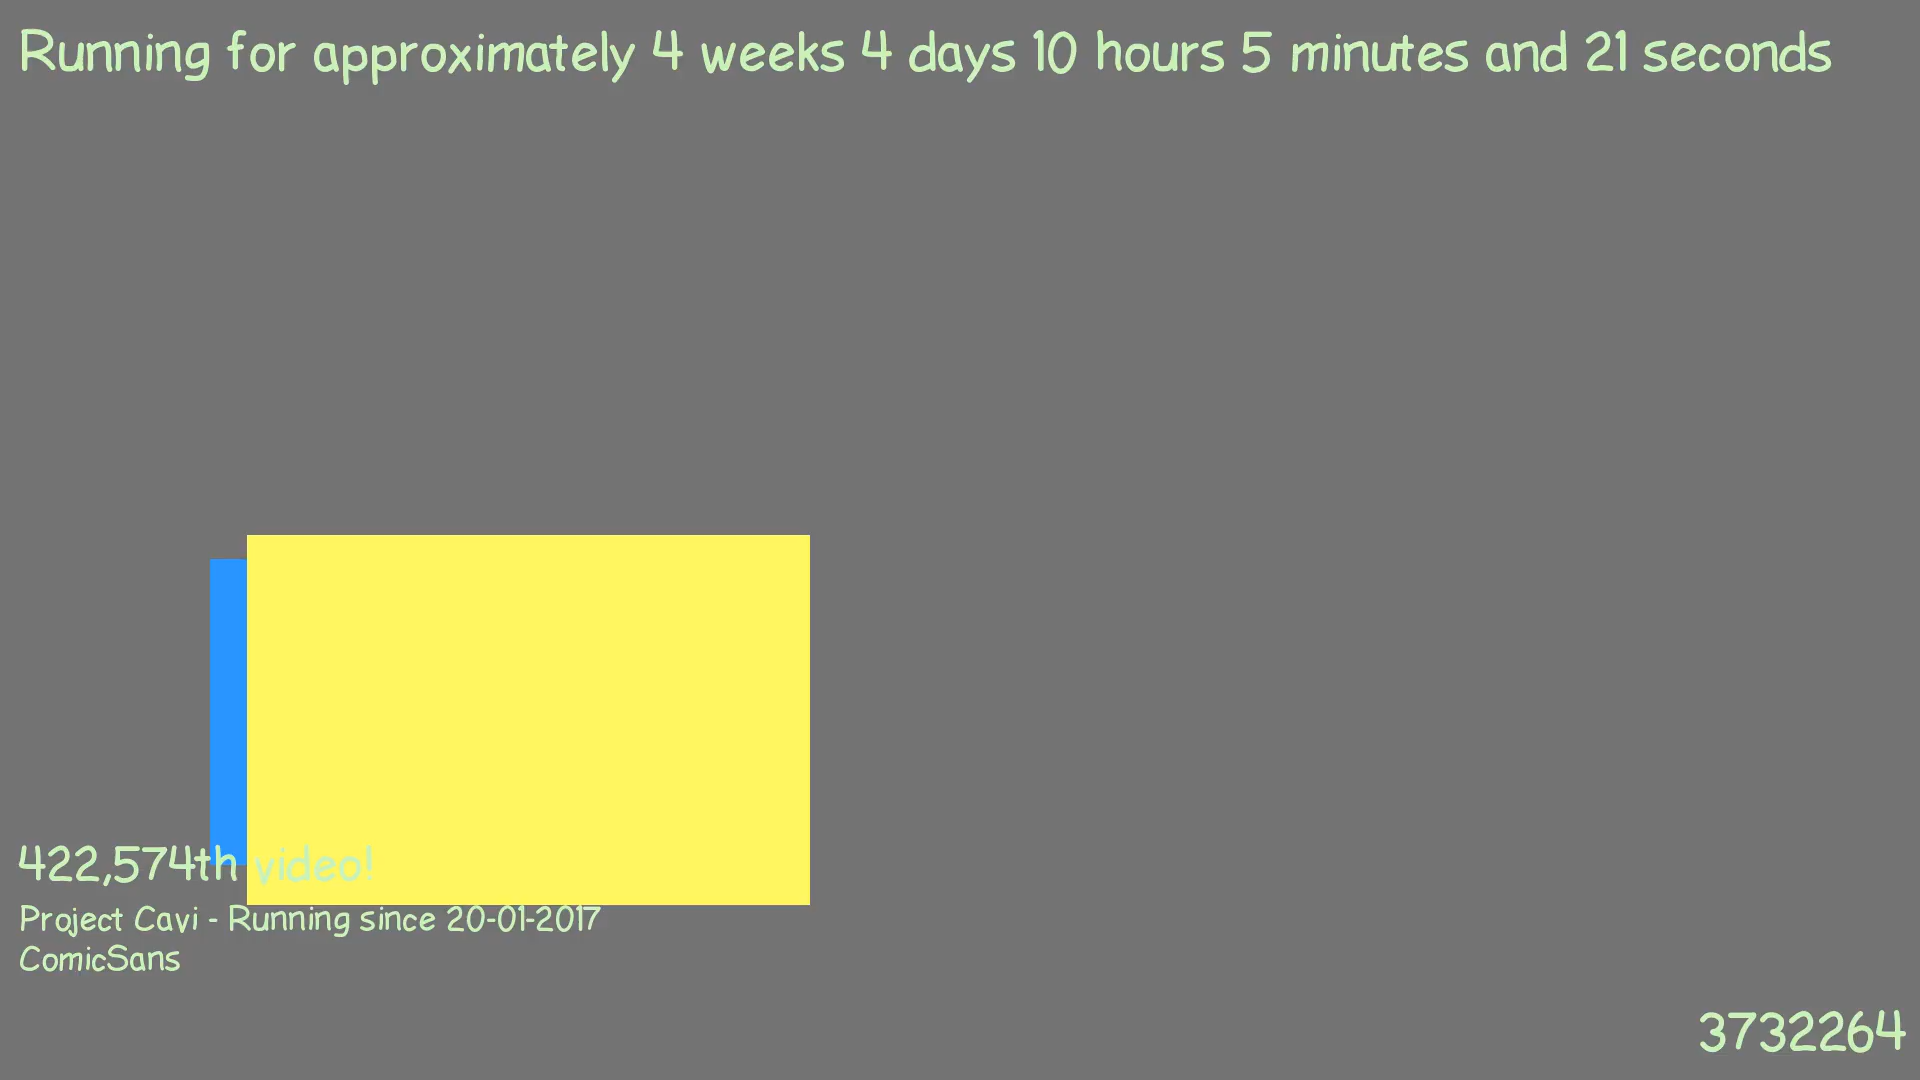 Running for approximately 4 weeks 4 days 10 hours 5 minutes and 21 seconds
422,574th video!
Project Cavi - Running since 20-01-2017
ComicSans
3732264